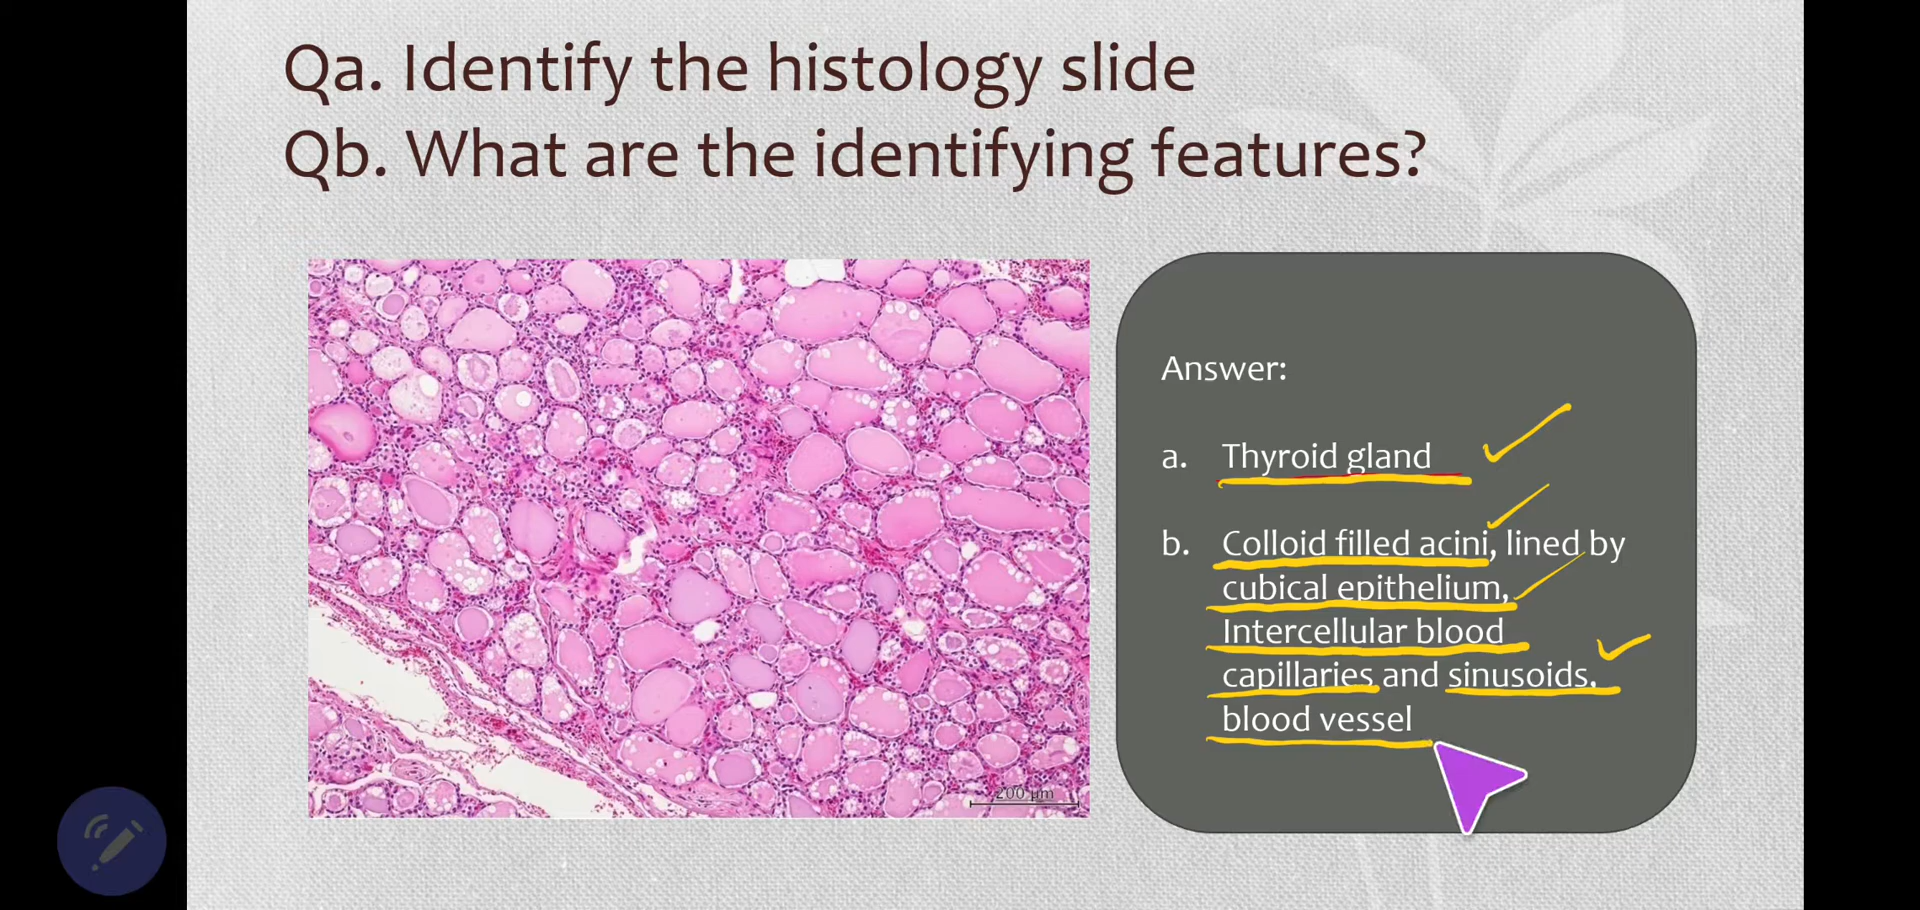 Qa. Identify the histology slide
Qb. What are the identifying features?
Answer:
a. Thyroid gland
b. Colloid filled acini, lined by
cubical epithelium,
Intercellular blood
capillaries and sinusoids,
blood vessel
200 µm